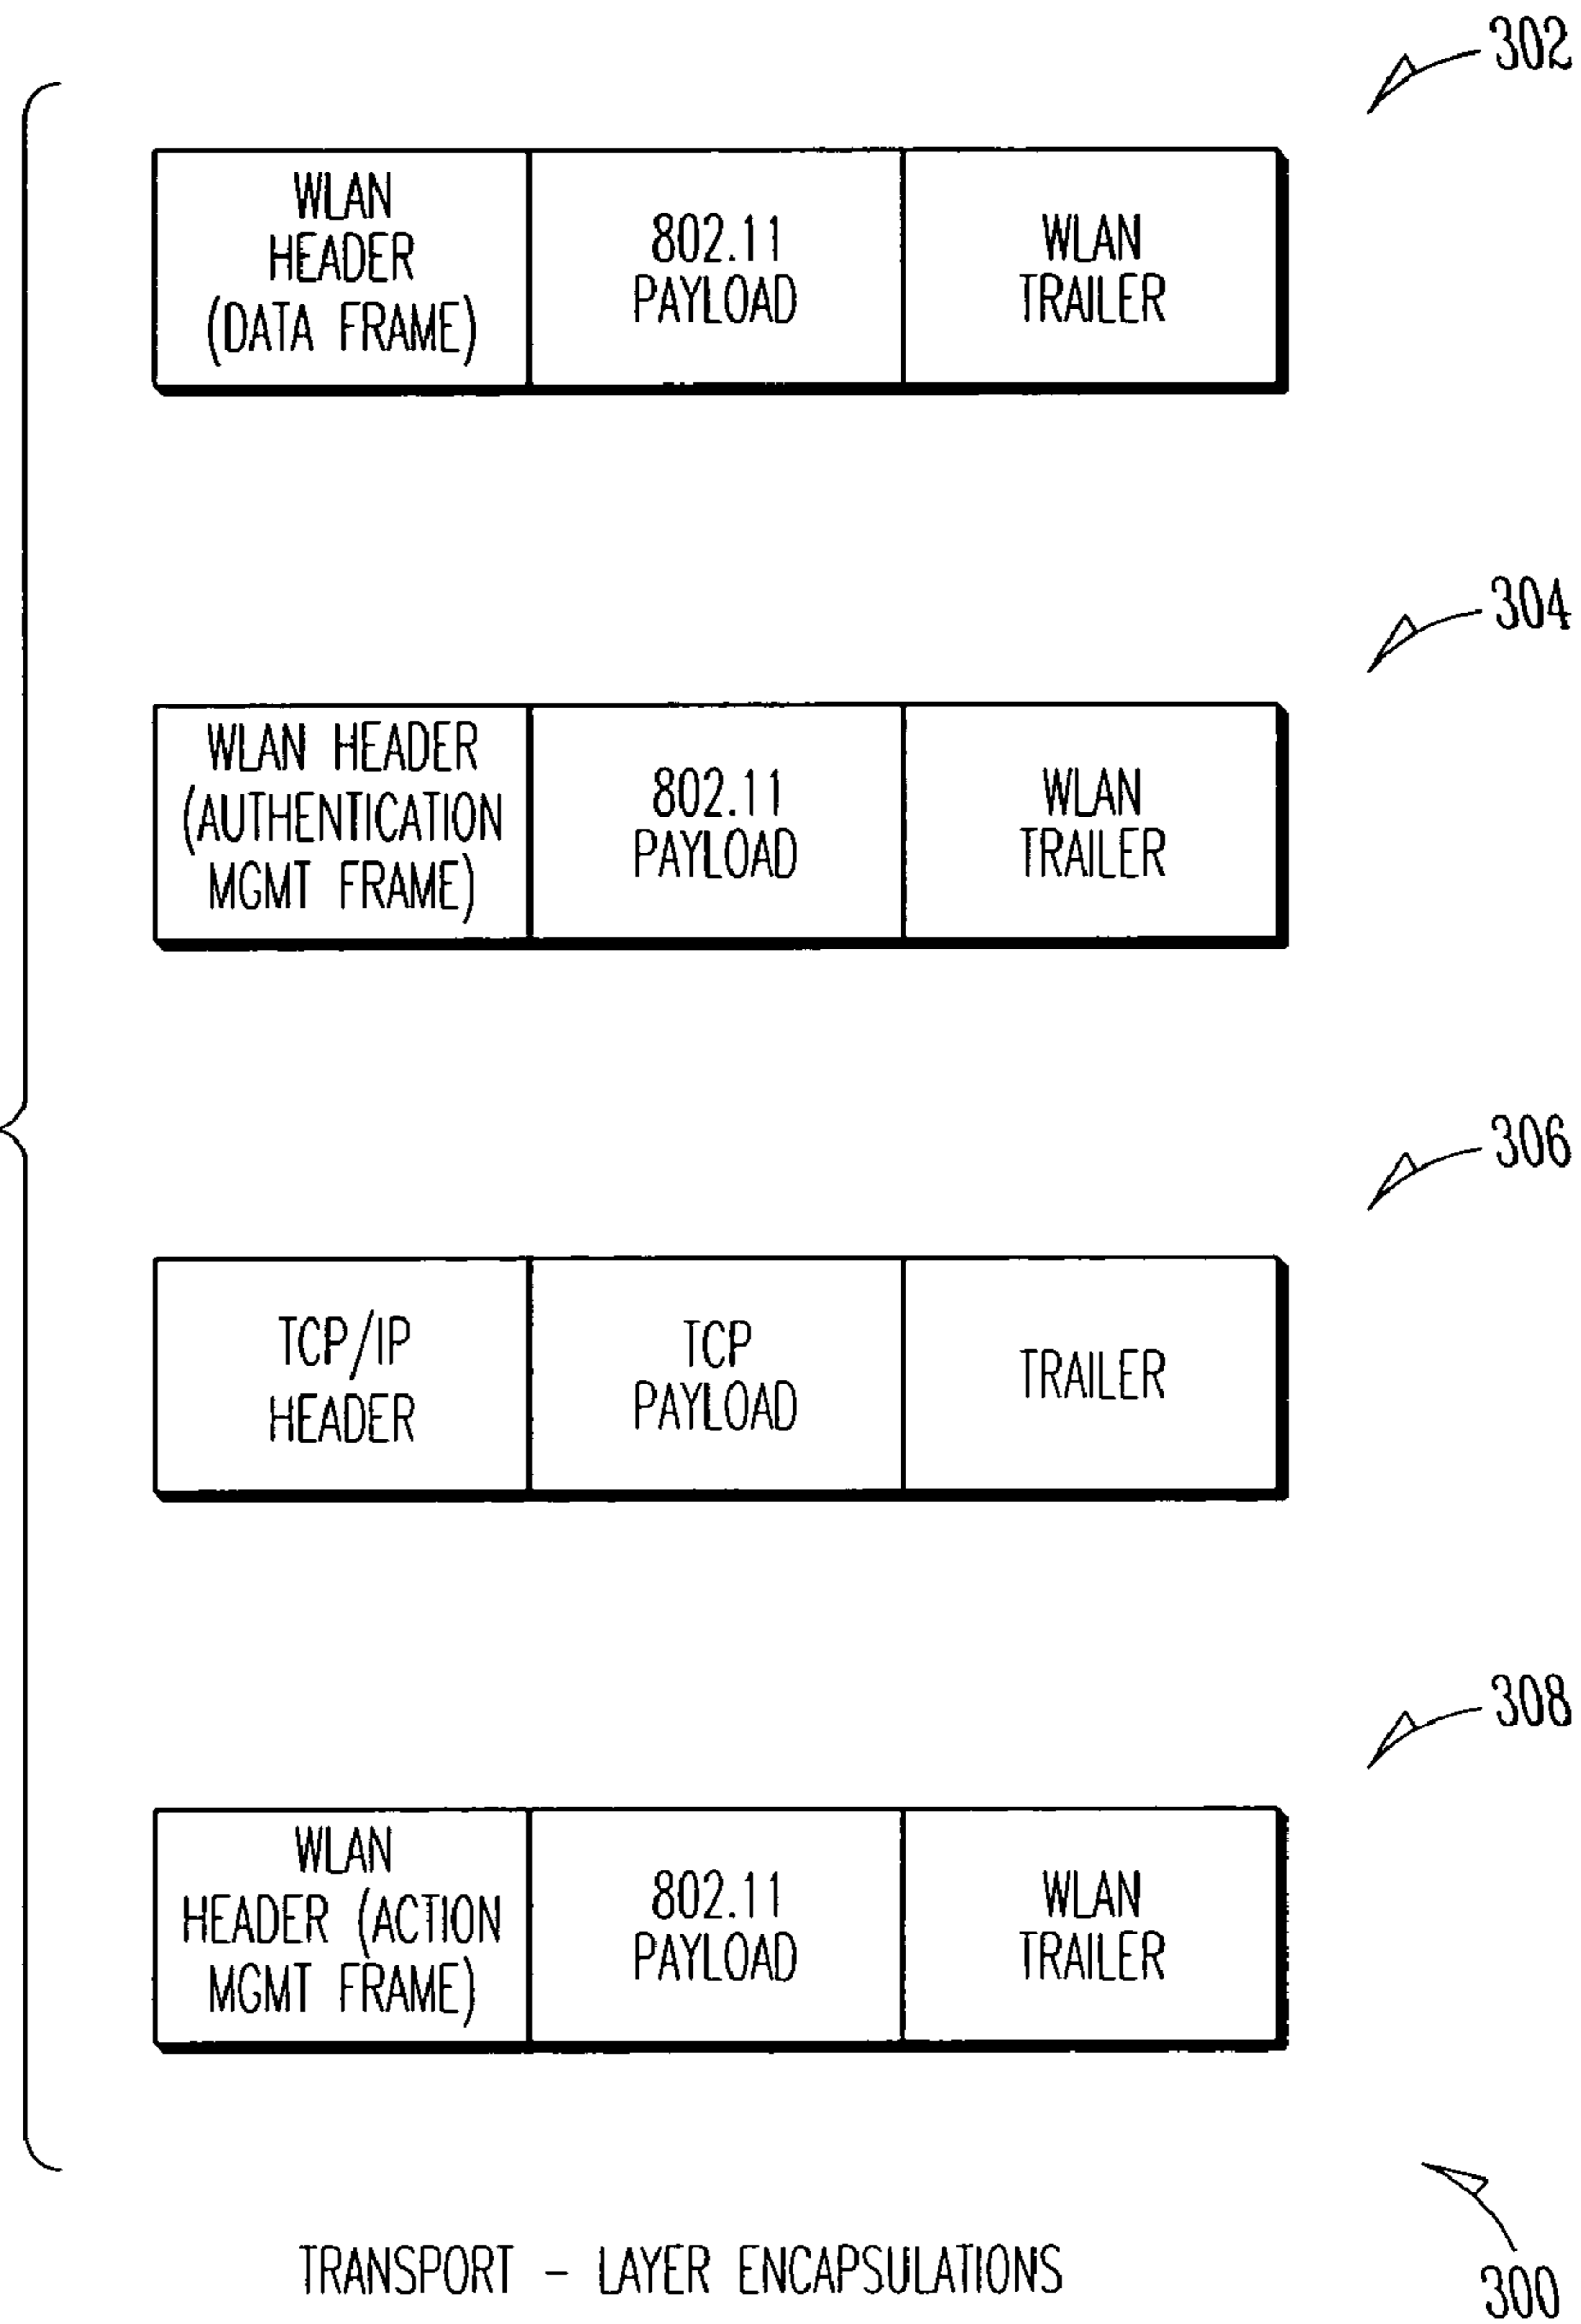 302
WLAN
HEADER
(DATA FRAME)
802.11
PAYLOAD
WLAN
TRAILER
304
WLAN HEADER
(AUTHENTICATION
MGMT FRAME)
802.11
PAYLOAD
WLAN
TRAILER
306
TCP/IP
HEADER
TCP
PAYLOAD
TRAILER
308
WLAN
HEADER (ACTION
MGMT FRAME)
802.11
PAYLOAD
WLAN
TRAILER
TRANSPORT - LAYER ENCAPSULATIONS
300